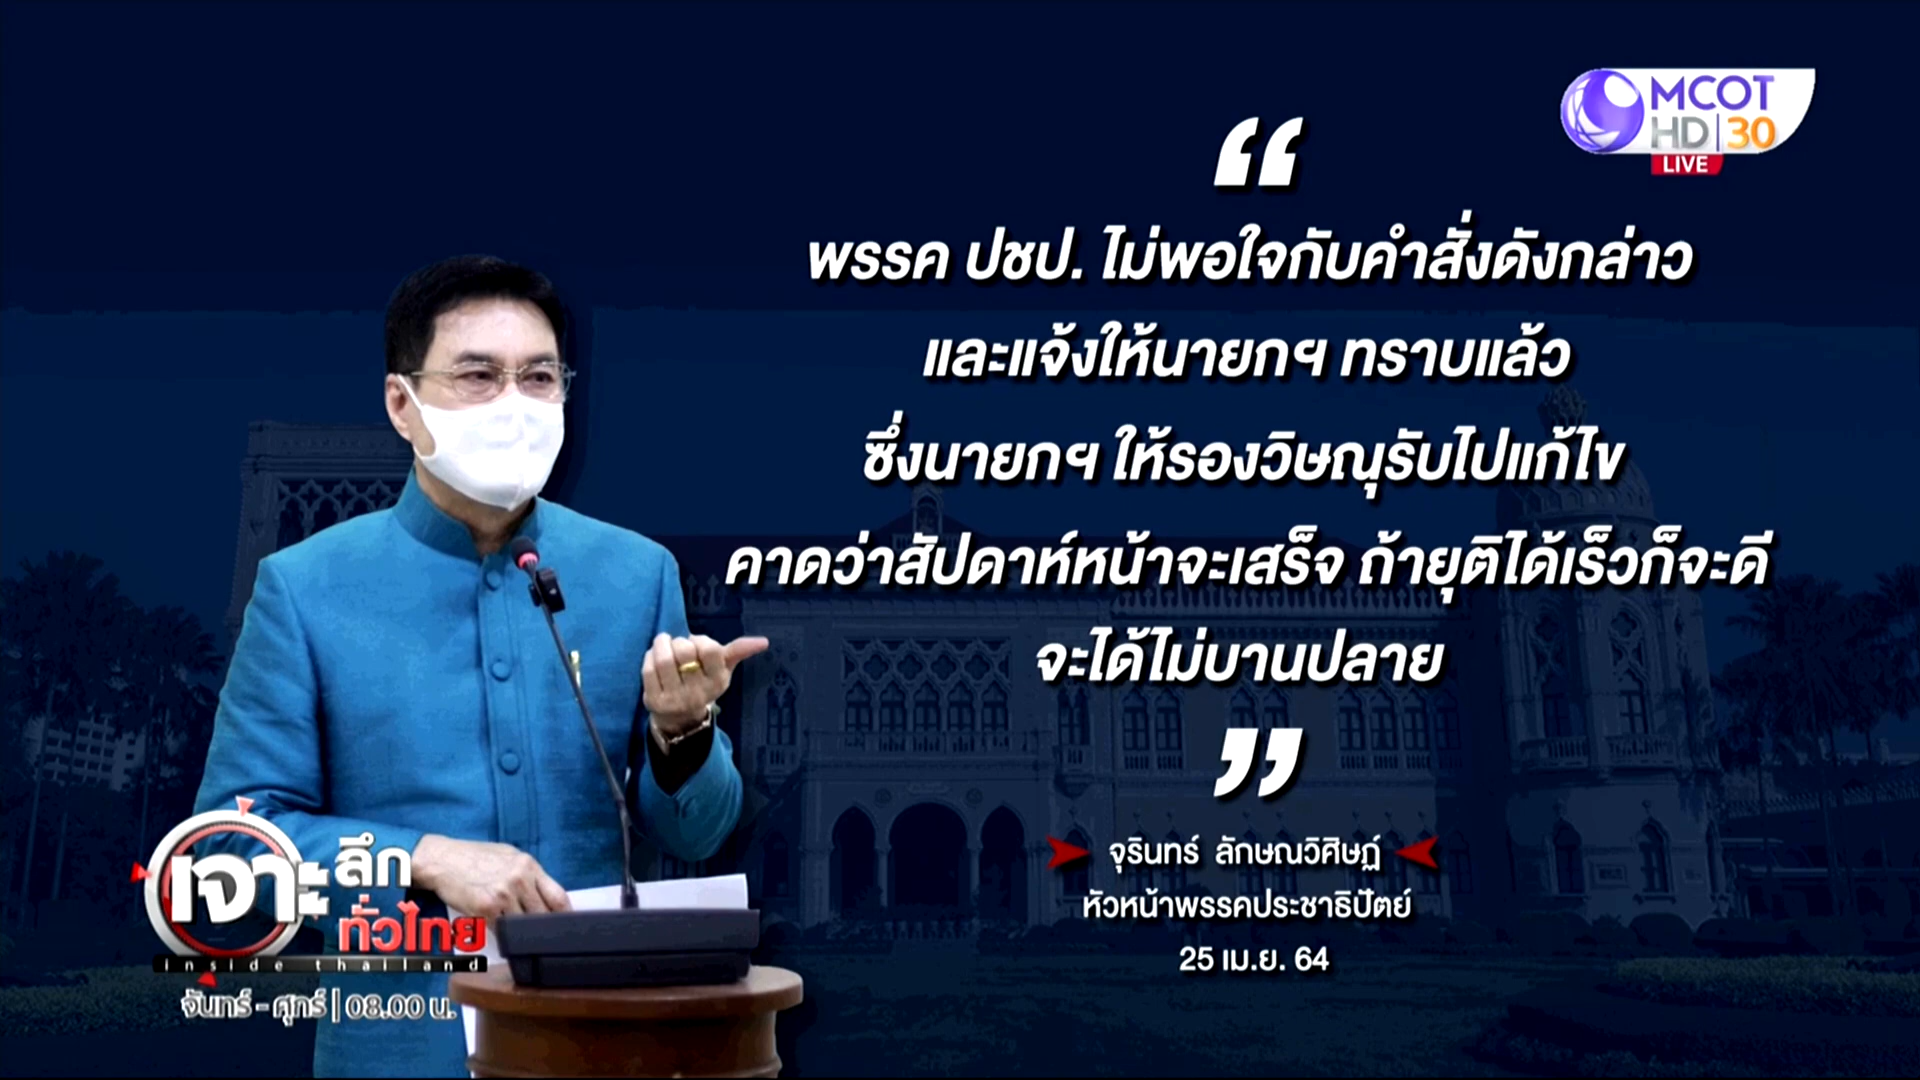 MCOT
HD 30
LIVE
“
พรรค ปชป. ไม่พอใจกับคำสั่งดังกล่าว
และแจ้งให้นายกฯ ทราบแล้ว
ซึ่งนายกฯ ให้รองวิษณุรับไปแก้ไข
คาดว่าสัปดาห์หน้าจะเสร็จ ถ้ายุติได้เร็วก็จะดี
จะได้ไม่บานปลาย
”
จุรินทร์ ลักษณวิศิษฏ์
หัวหน้าพรรคประชาธิปัตย์
25 เม.ย. 64
เจาะลึก
ทั่วไทย
inside thailand
จันทร์ - ศุกร์ | 08.00 น.